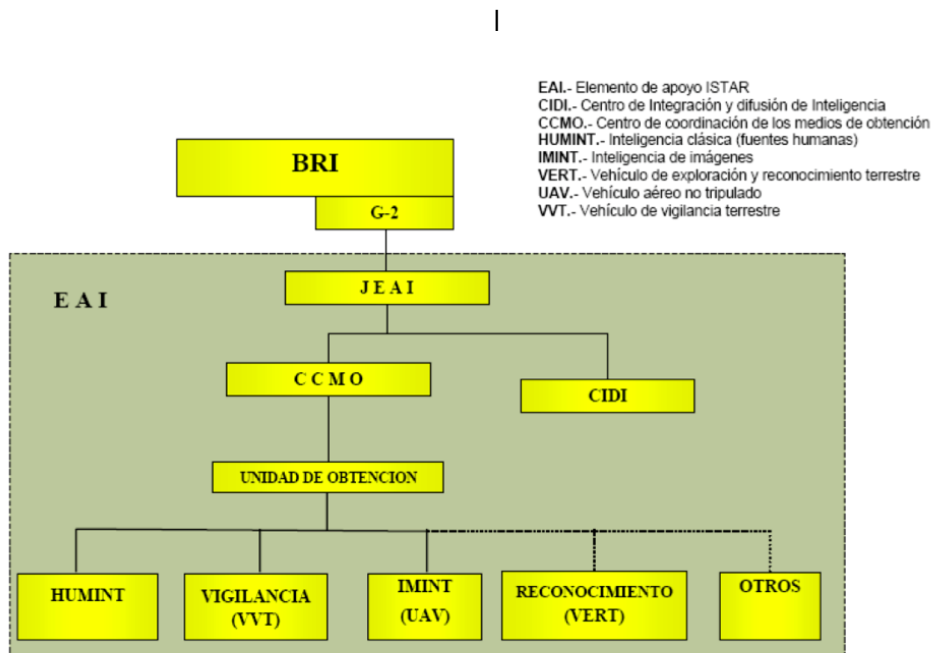 EAI.- Elemento de apoyo ISTAR
CIDI.- Centro de Integración y difusión de Inteligencia
CCMO.- Centro de coordinación de los medios de obtención
HUMINT.- Inteligencia clásica (fuentes humanas)
IMINT.- Inteligencia de imágenes
VERT.- Vehículo de exploración y reconocimiento terrestre
UAV.- Vehículo aéreo no tripulado
VVT.- Vehículo de vigilancia terrestre
BRI
G-2
E A I
J E A I
C C M O
CIDI
UNIDAD DE OBTENCION
HUMINT
VIGILANCIA
(VVT)
IMINT
(UAV)
RECONOCIMIENTO
(VERT)
OTROS